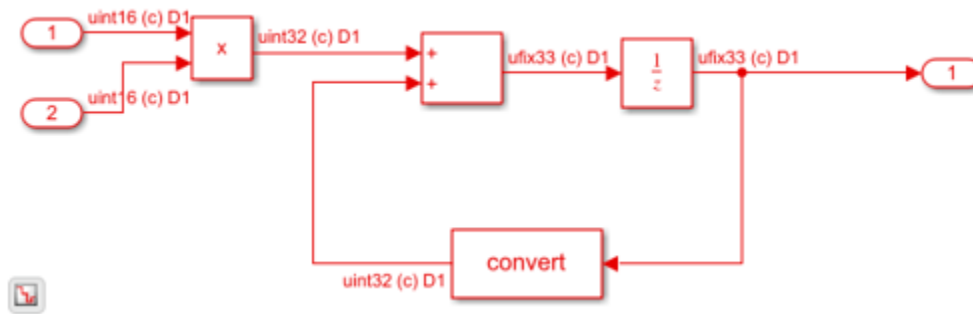 uint16 (c) D1
1
x
uint32 (c) D1
+
+
ufix33 (c) D1
1
z
ufix33 (c) D1
1
uint16 (c) D1
2
convert
uint32 (c) D1